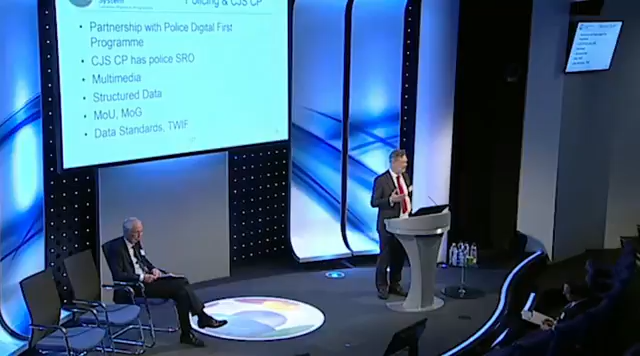 System
Policing & CJS CP
• Partnership with Police Digital First
Programme
• CJS CP has police SRO
• Multimedia
• Structured Data
• MoU, MoG
• Data Standards, TWIF